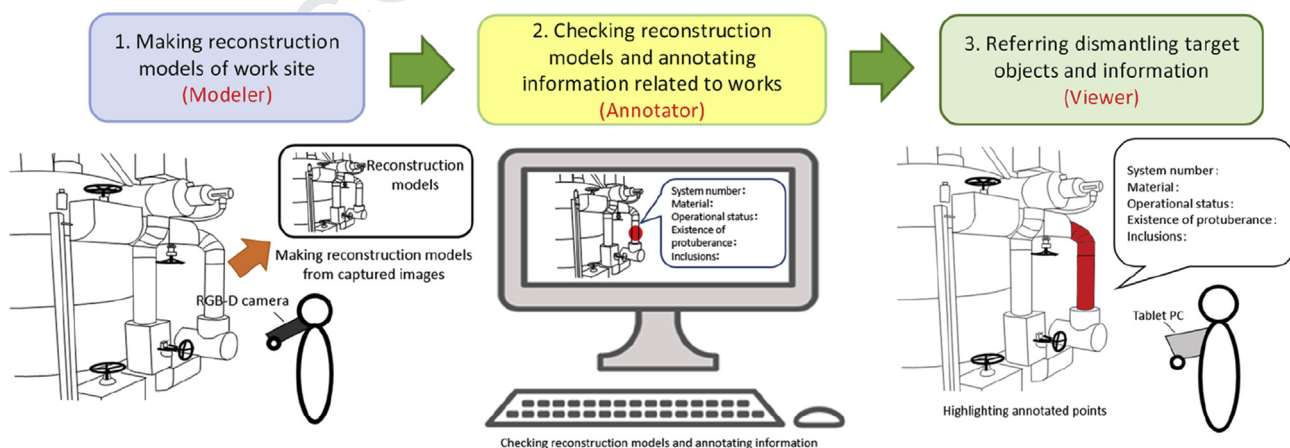 1. Making reconstruction
models of work site
(Modeler)
2. Checking reconstruction
models and annotating
information related to works
(Annotator)
3. Referring dismantling target
objects and information
(Viewer)
Reconstruction
models
Making reconstruction models
from captured images
RGB-D camera
System number:
Material:
Operational status:
Existence of
protuberance:
Inclusions:
Checking reconstruction models and annotating information
System number:
Material:
Operational status:
Existence of protuberance:
Inclusions:
Tablet PC
Highlighting annotated points